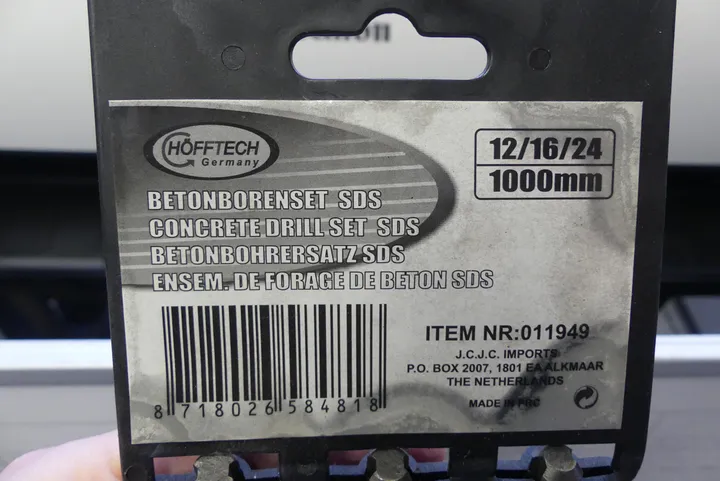 HÖFFTECH
Germany
12/16/24
1000mm
BETONBORENSET SDS
CONCRETE DRILL SET SDS
BETONBOHRERSATZ SDS
ENSEM. DE FORAGE DE BETON SDS
ITEM NR:011949
J.C.J.C. IMPORTS
P.O. BOX 2007, 1801 EA ALKMAAR
THE NETHERLANDS
MADE IN PRC
8 718026 584818